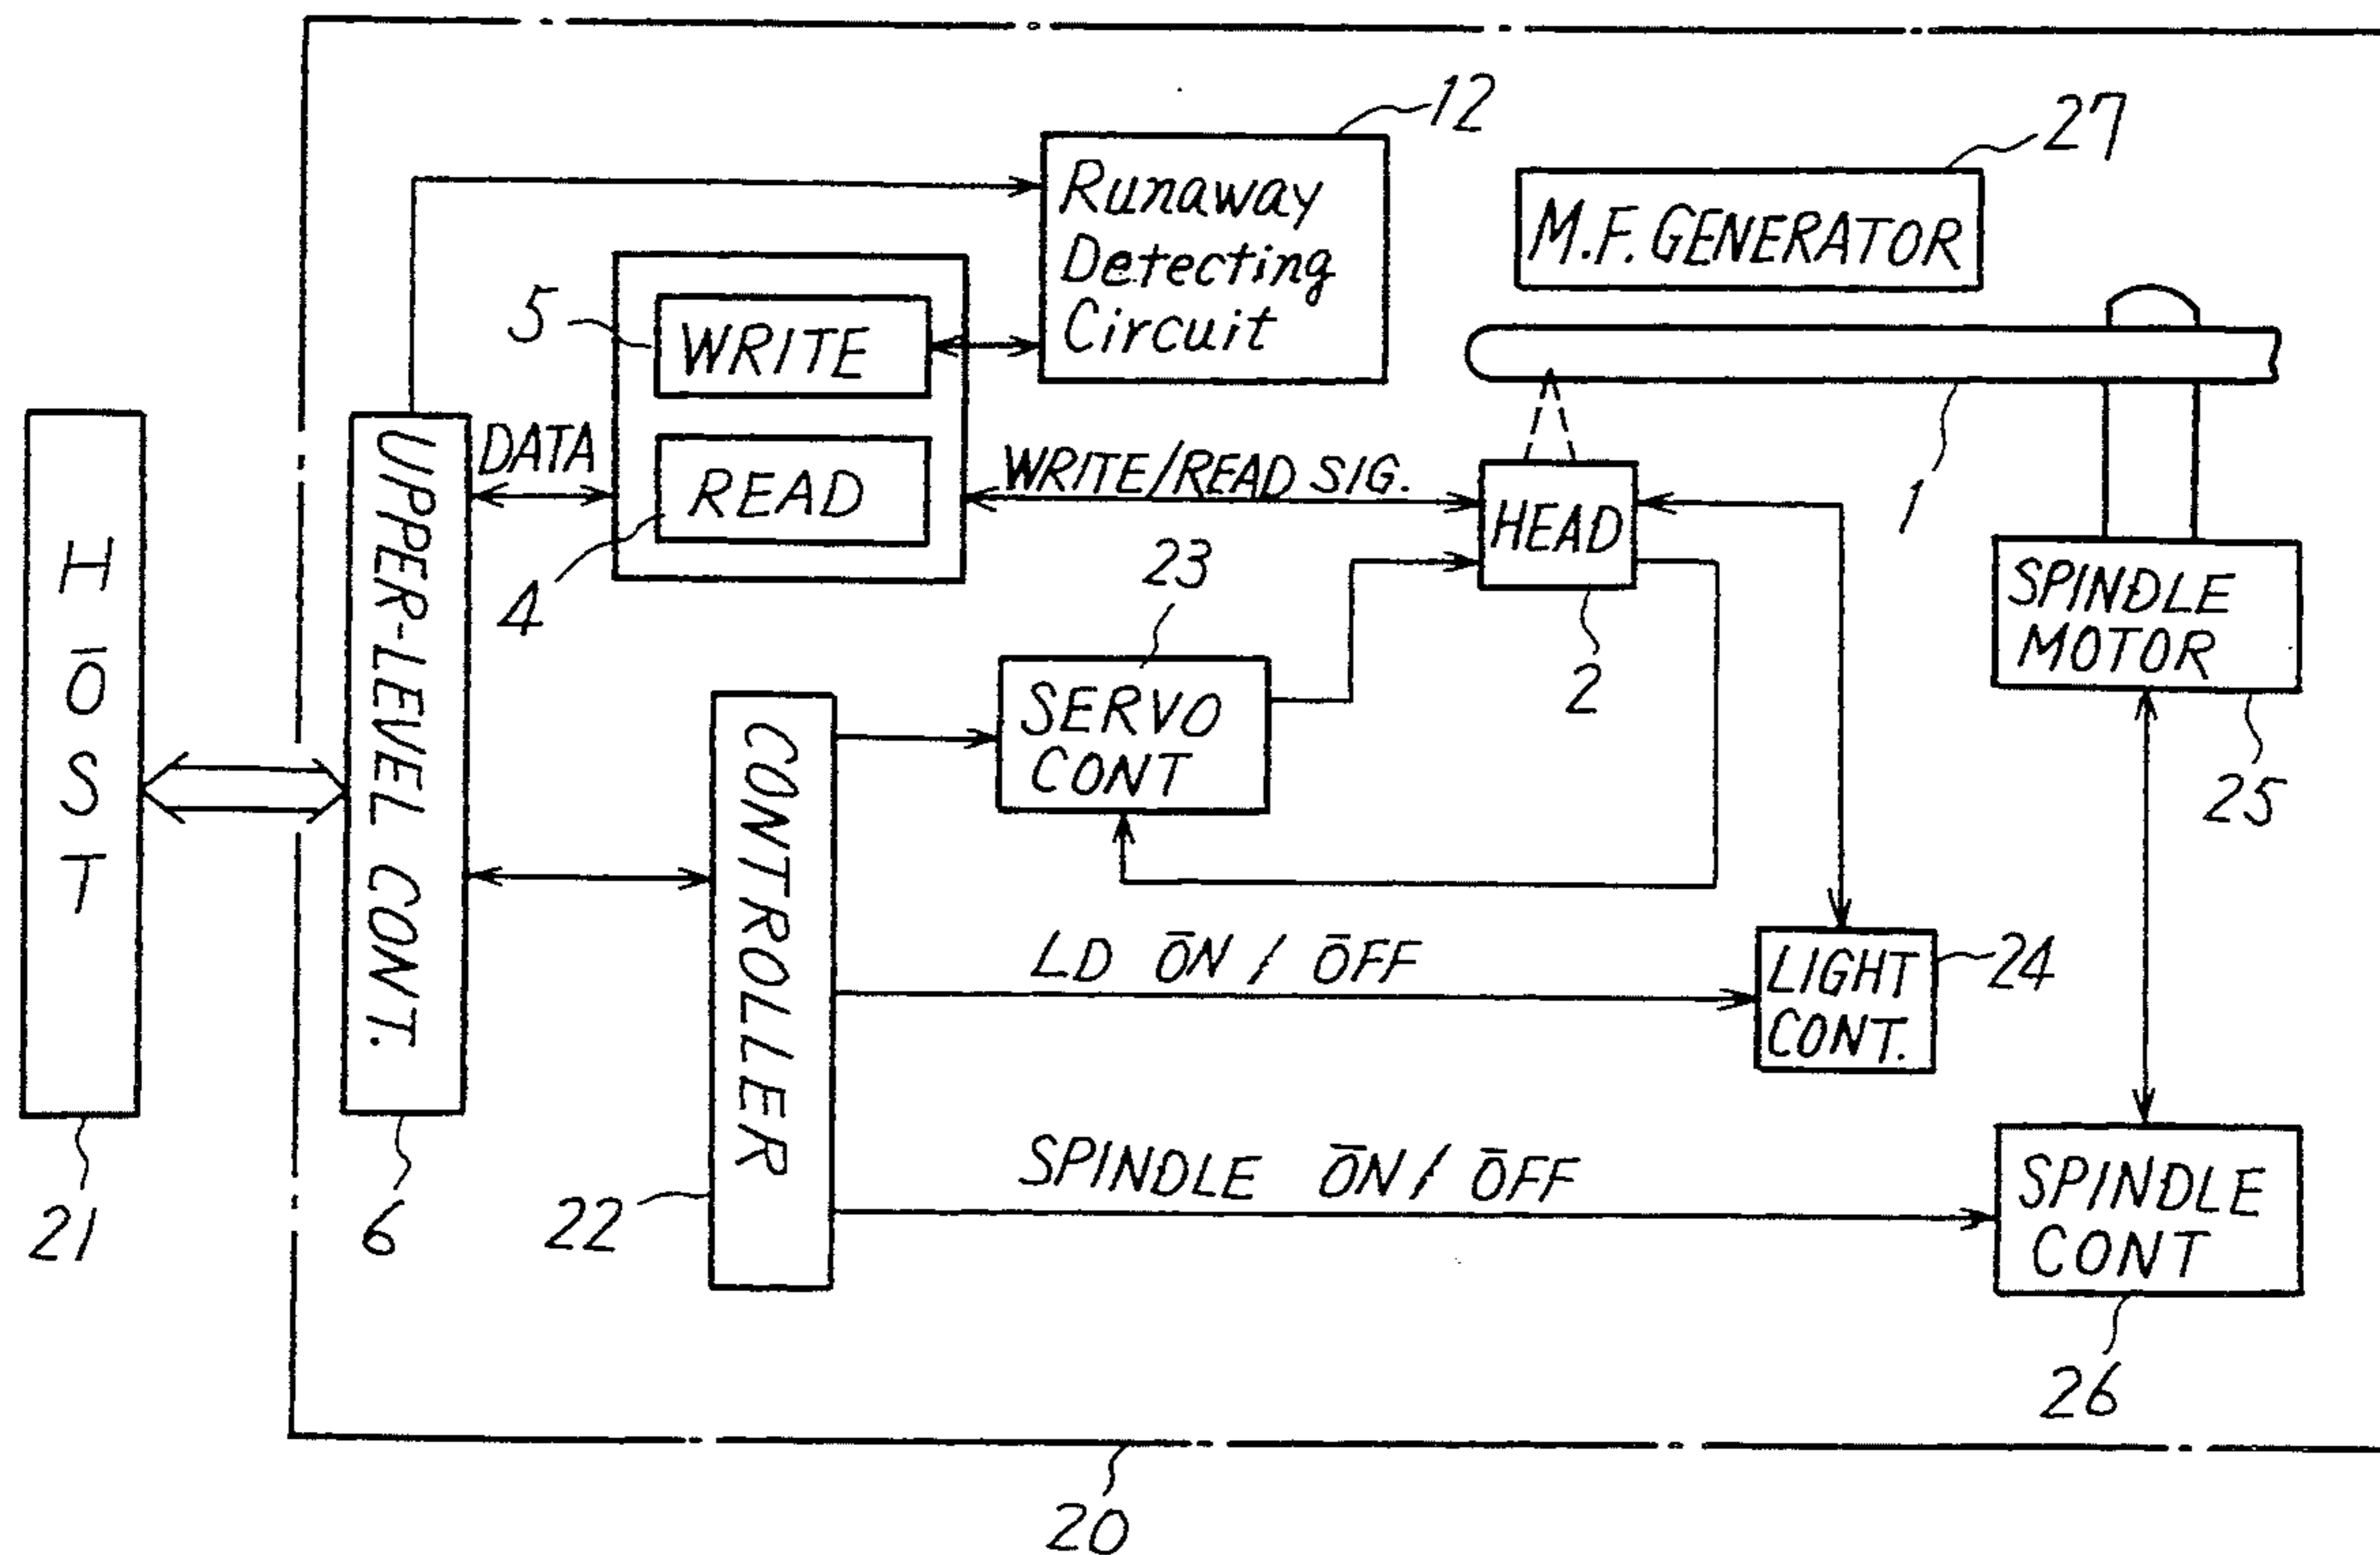 12
27
Runaway
Detecting
Circuit
M.F. GENERATOR
5
WRITE
DATA
READ
4
WRITE/READ SIG.
HEAD
2
1
SPINDLE
MOTOR
25
HOST
21
UPPER-LEVEL CONT.
6
23
SERVO
CONT
CONTROLLER
22
LD ON / OFF
LIGHT
CONT.
24
SPINDLE ON / OFF
SPINDLE
CONT
26
20